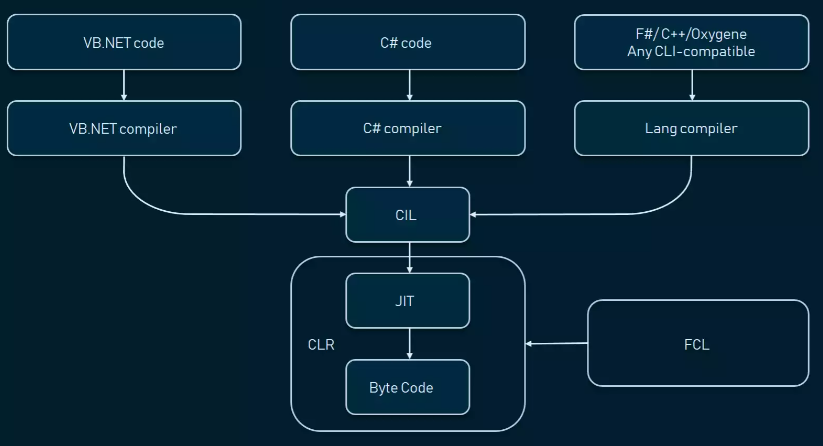 VB.NET code
C# code
F#/ C++/Oxygene
Any CLI-compatible
VB.NET compiler
C# compiler
Lang compiler
CIL
JIT
CLR
FCL
Byte Code